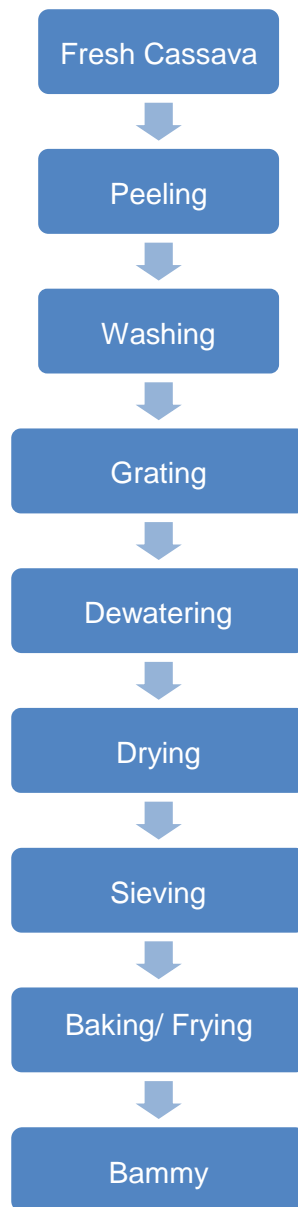 Fresh Cassava
Peeling
Washing
Grating
Dewatering
Drying
Sieving
Baking/ Frying
Bammy